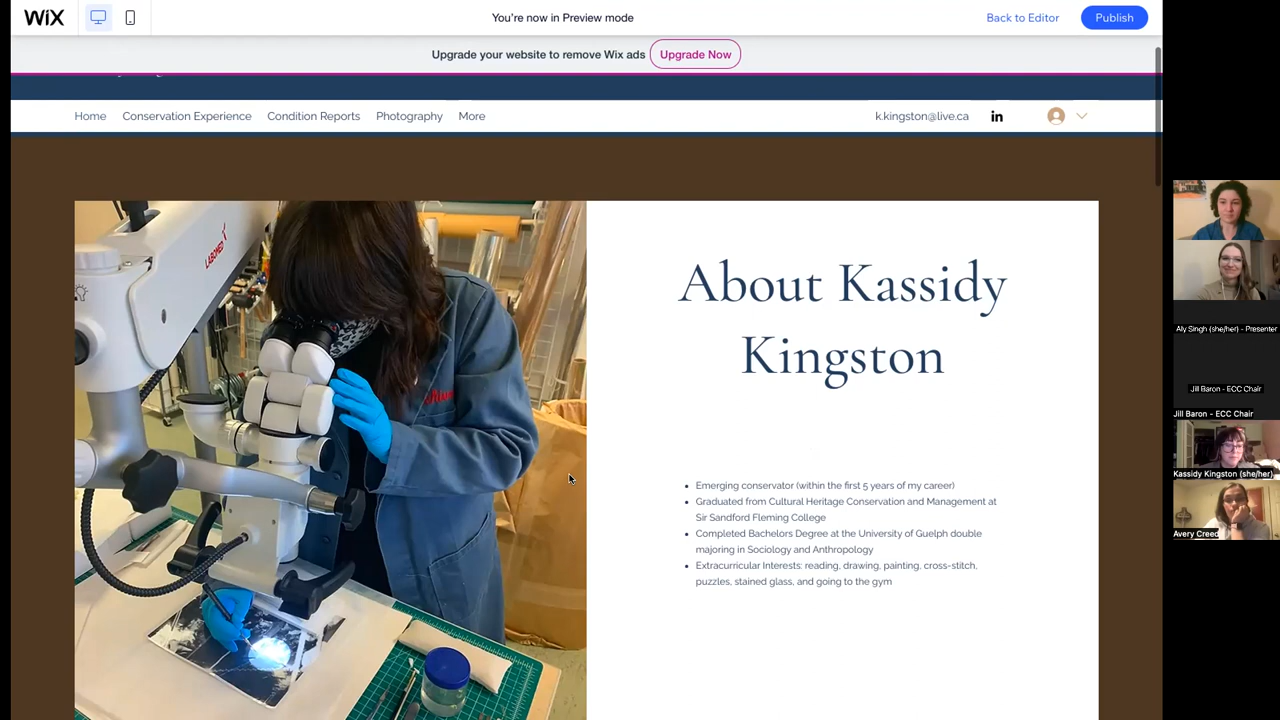 WiX
You're now in Preview mode
Back to Editor
Publish
Upgrade your website to remove Wix ads
Upgrade Now
Home
Conservation Experience
Condition Reports
Photography
More
k.kingston@live.ca
in
LABOMED
About Kassidy
Kingston
Emerging conservator (within the first 5 years of my career)
Graduated from Cultural Heritage Conservation and Management at
Sir Sandford Fleming College
Completed Bachelors Degree at the University of Guelph double
majoring in Sociology and Anthropology
Extracurricular Interests: reading, drawing, painting, cross-stitch,
puzzles, stained glass, and going to the gym
Aly Singh (she/her) - Presenter
Jill Baron - ECC Chair
Jill Baron - ECC Chair
Kassidy Kingston (she/her)
Avery Creed